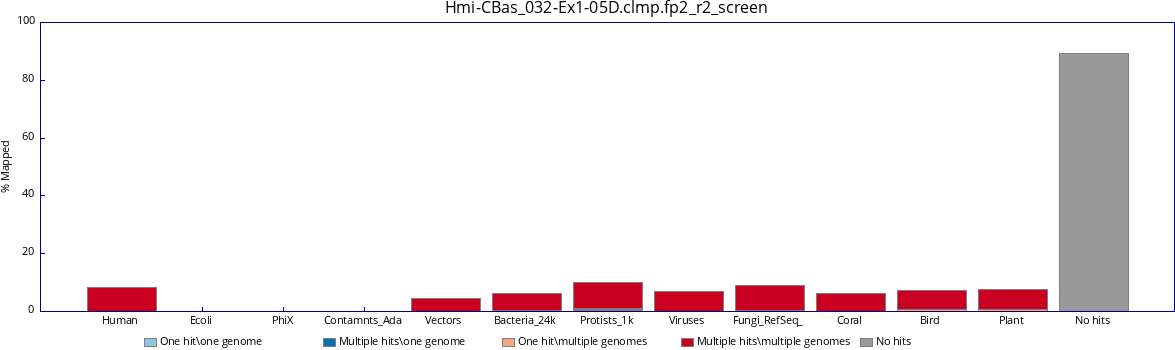 Hmi-CBas_032-Ex1-05D.clmp.fp2_r2_screen
100
80
60
40
20
0
% Mapped
Human Ecoli PhiX Contamnts_Ada Vectors Bacteria_24k Protists_1k Viruses Fungi_RefSeq_ Coral Bird Plant No hits
One hit\one genome Multiple hits\one genome One hit\multiple genomes Multiple hits\multiple genomes No hits